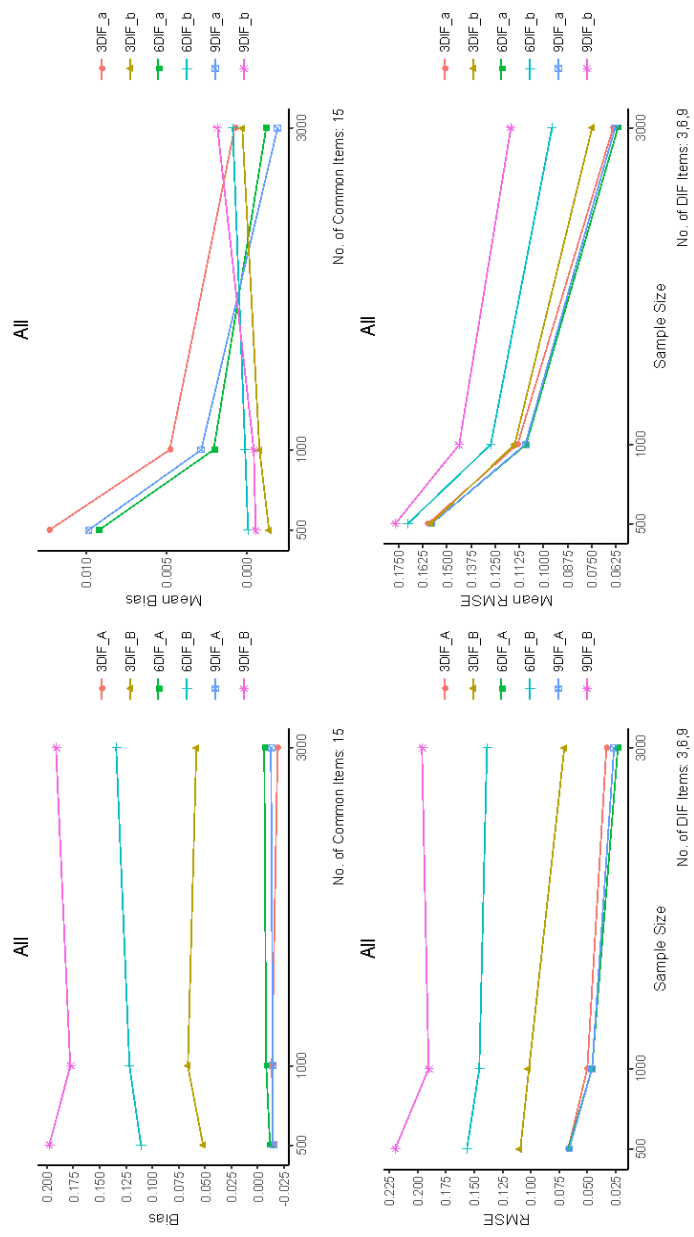 All
0.200
0.175
0.150
0.125
0.100
0.075
0.050
0.025
0.000
-0.025
Bias
500
1000
3000
No. of Common Items: 15
3DIF_A
3DIF_B
6DIF_A
6DIF_B
9DIF_A
9DIF_B
All
0.010
0.005
0.000
Mean Bias
500
1000
3000
No. of Common Items: 15
3DIF_a
3DIF_b
6DIF_a
6DIF_b
9DIF_a
9DIF_b
All
0.225
0.200
0.175
0.150
0.125
0.100
0.075
0.050
0.025
RMSE
500
1000
3000
Sample Size
No. of DIF Items: 3,6,9
3DIF_A
3DIF_B
6DIF_A
6DIF_B
9DIF_A
9DIF_B
All
0.1750
0.1625
0.1500
0.1375
0.1250
0.1125
0.1000
0.0875
0.0750
0.0625
Mean RMSE
500
1000
3000
Sample Size
No. of DIF Items: 3,6,9
3DIF_a
3DIF_b
6DIF_a
6DIF_b
9DIF_a
9DIF_b